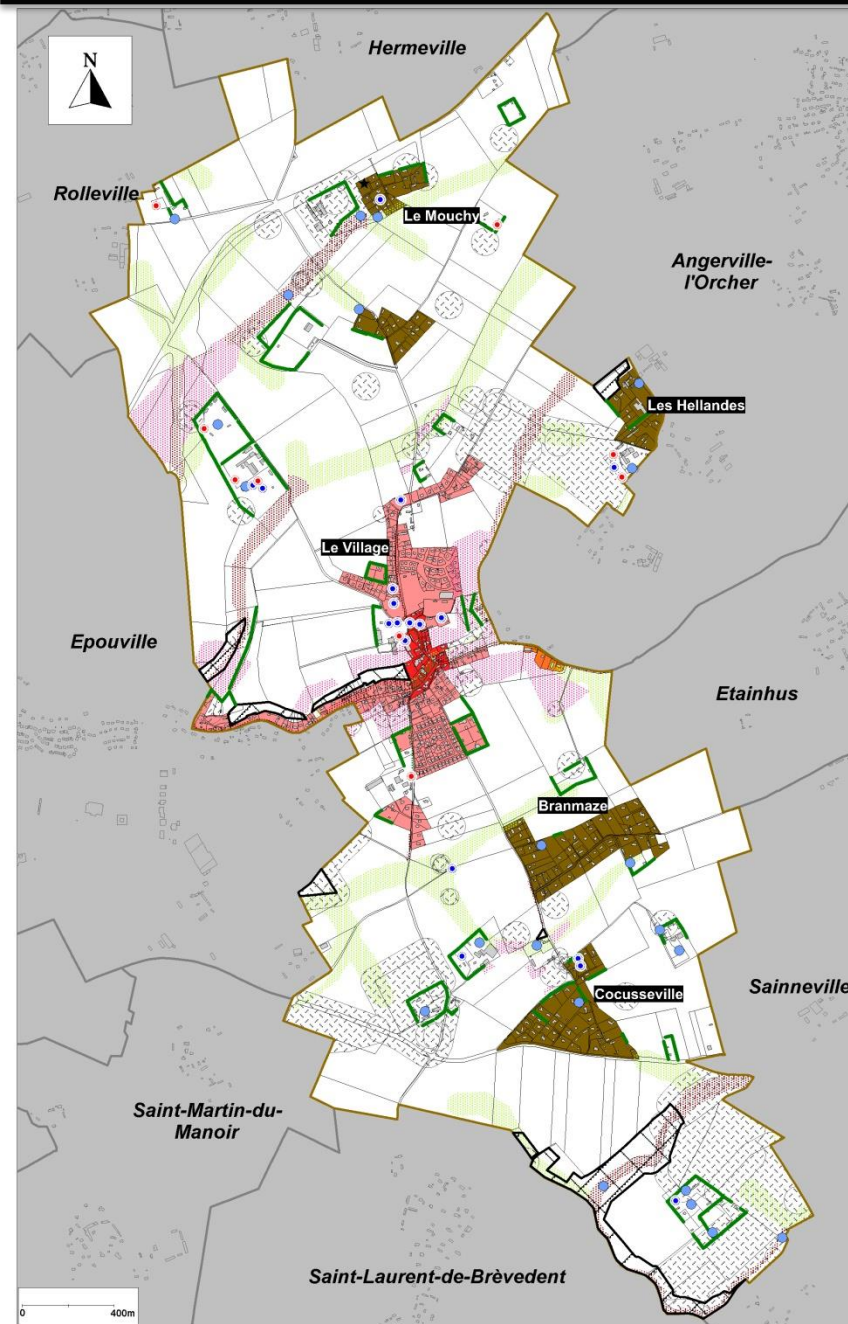 Hermeville
N
Rolleville
Le Mouchy
Angerville-
l'Orcher
Les Hellandes
Le Village
Epouville
Etainhus
Branmaze
Cocusseville
Sainneville
Saint-Martin-du-
Manoir
Saint-Laurent-de-Brèvedent
0 400m